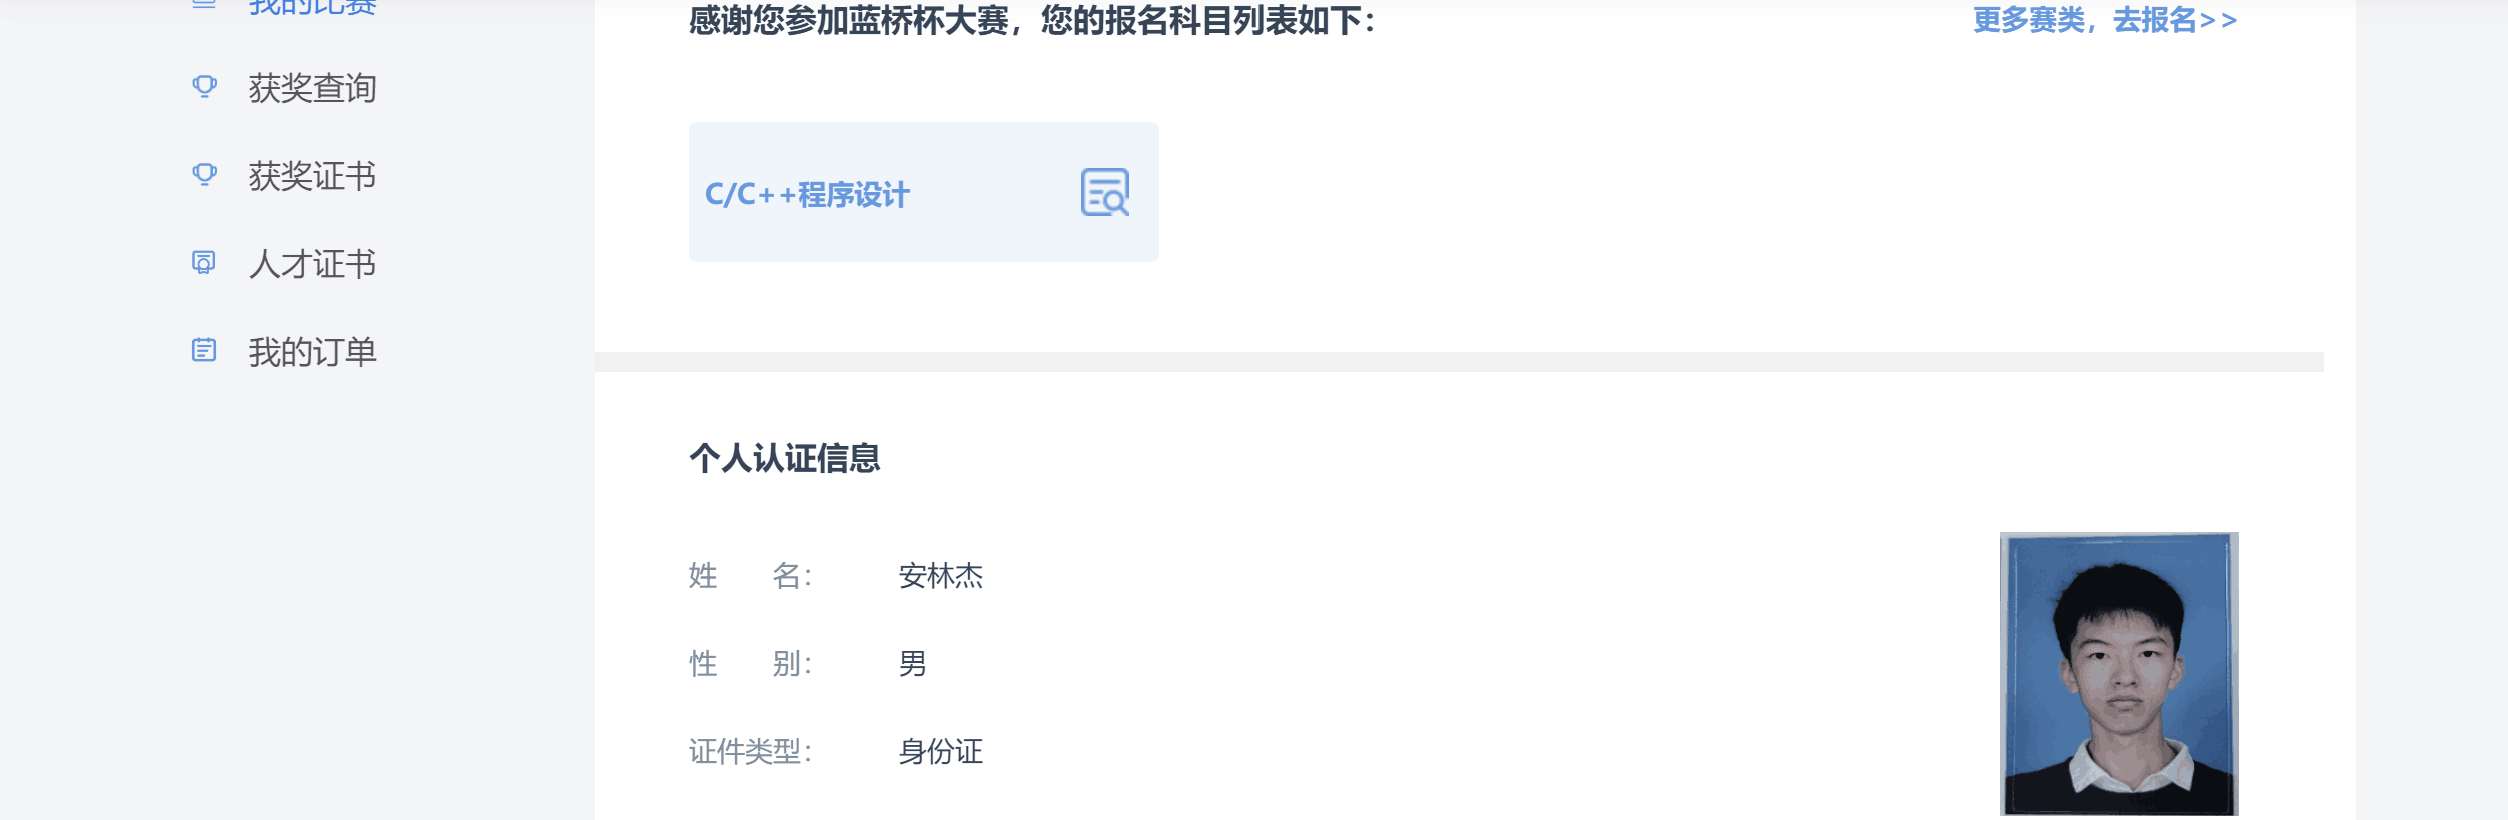 我的比赛
获奖查询
获奖证书
人才证书
我的订单
感谢您参加蓝桥杯大赛，您的报名科目列表如下：
更多赛类，去报名>>
C/C++程序设计
个人认证信息
姓 名： 安林杰
性 别： 男
证件类型： 身份证